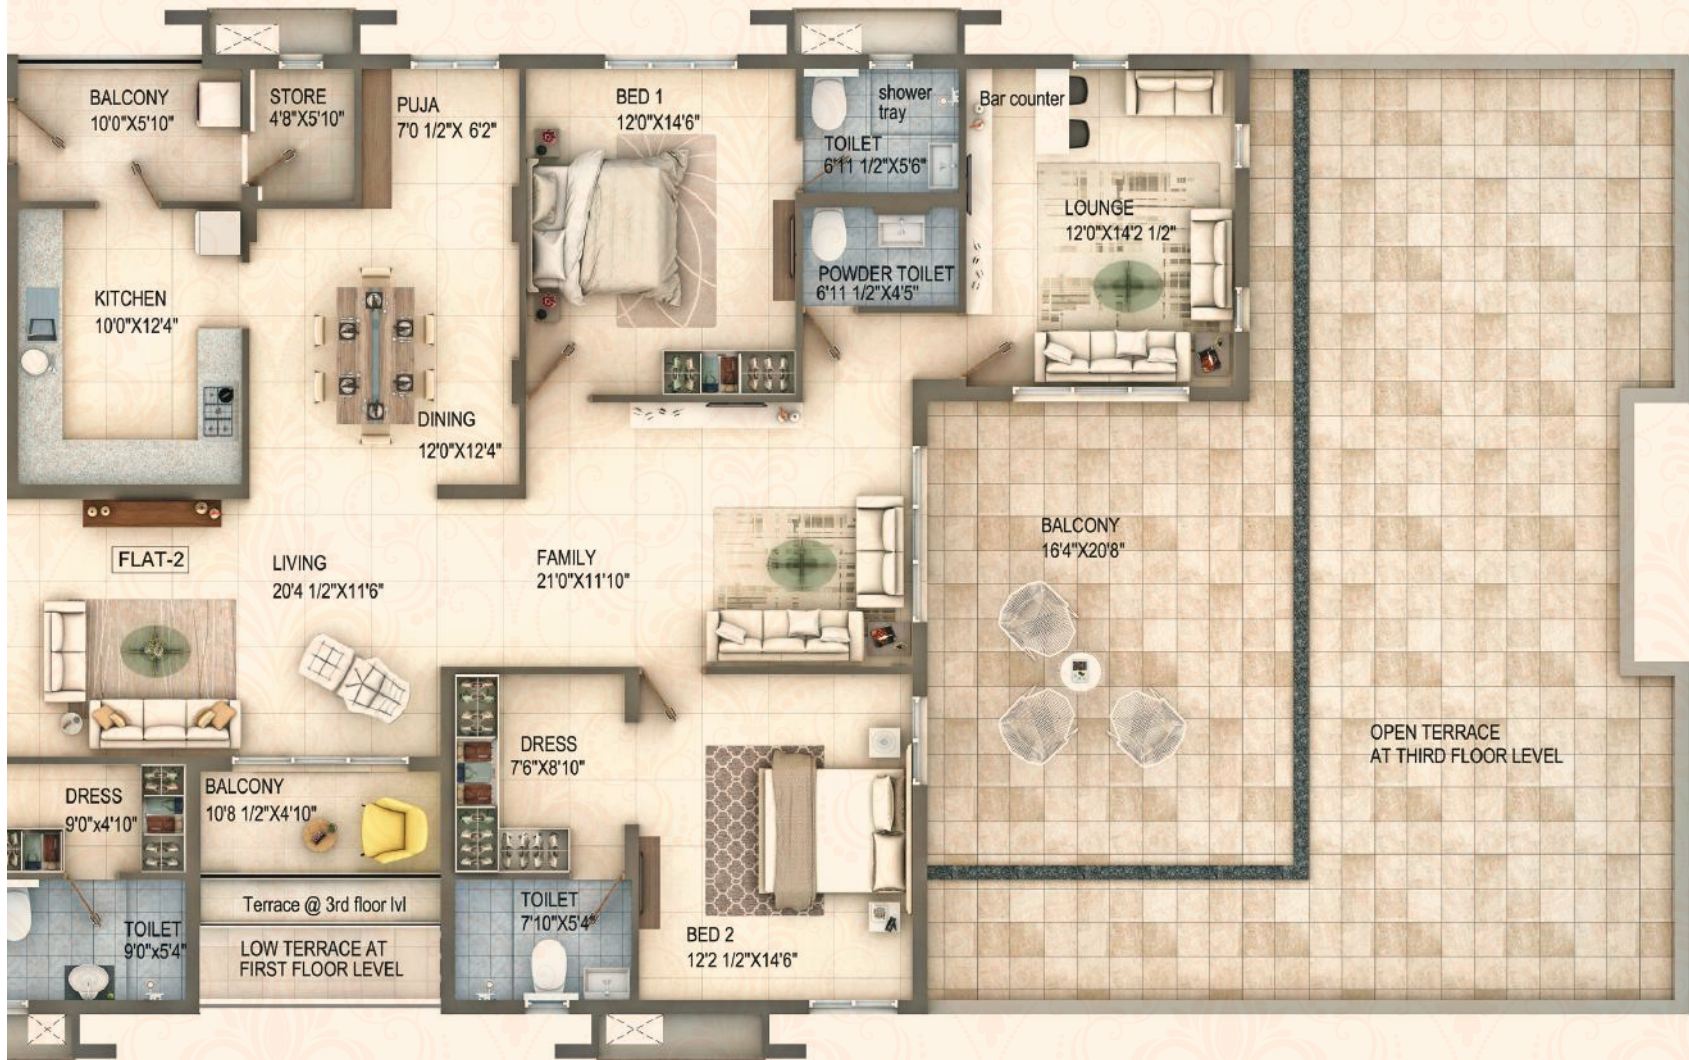 BALCONY
10'0"X5'10"
STORE
4'8"X5'10"
PUJA
7'0 1/2"X 6'2"
BED 1
12'0"X14'6"
shower
tray
TOILET
6'11 1/2"X5'6"
Bar counter
LOUNGE
12'0"X14'2 1/2"
POWDER TOILET
6'11 1/2"X4'5"
KITCHEN
10'0"X12'4"
DINING
12'0"X12'4"
FLAT-2
LIVING
20'4 1/2"X11'6"
FAMILY
21'0"X11'10"
BALCONY
16'4"X20'8"
OPEN TERRACE
AT THIRD FLOOR LEVEL
DRESS
9'0"x4'10"
BALCONY
10'8 1/2"X4'10"
DRESS
7'6"X8'10"
Terrace @ 3rd floor lvl
LOW TERRACE AT
FIRST FLOOR LEVEL
TOILET
9'0"x5'4"
TOILET
7'10"X5'4"
BED 2
12'2 1/2"X14'6"